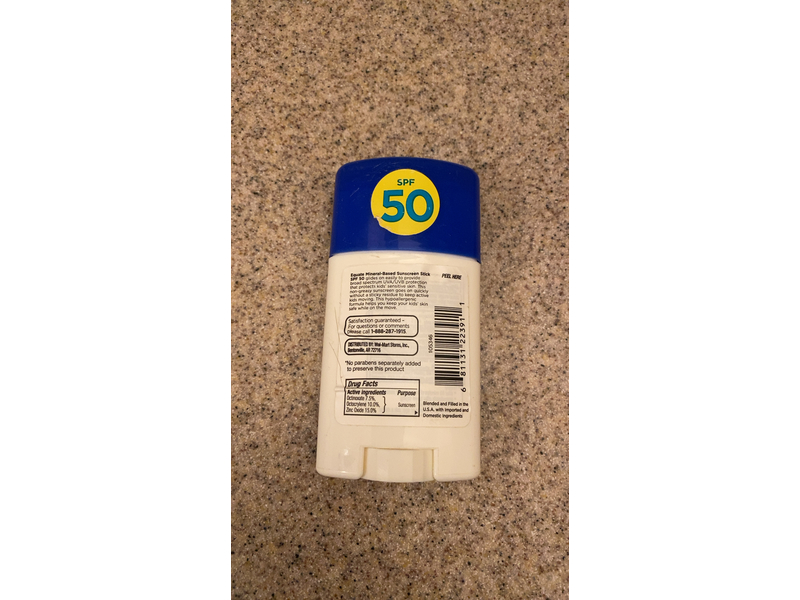 SPF
50
Equate Mineral-Based Sunscreen Stick
SPF 50 glides on easily to provide
broad spectrum UVA/UVB protection
that protects kids' sensitive skin. This
non-greasy sunscreen goes on quickly
without a sticky residue to keep active
kids moving. This hypoallergenic
formula helps you keep your kids' skin
safe while on the move.
PEEL HERE
Satisfaction guaranteed –
For questions or comments
please call 1-888-287-1915
DISTRIBUTED BY: Wal-Mart Stores, Inc.,
Bentonville, AR 72716
*No parabens separately added
to preserve this product
105346
6 81131 22391 1
Drug Facts
Active Ingredients Purpose
Octinoxate 7.5%,
Octocrylene 10.0%,
Zinc Oxide 15.0%
Sunscreen
Blended and Filled in the
U.S.A. with Imported and
Domestic Ingredients